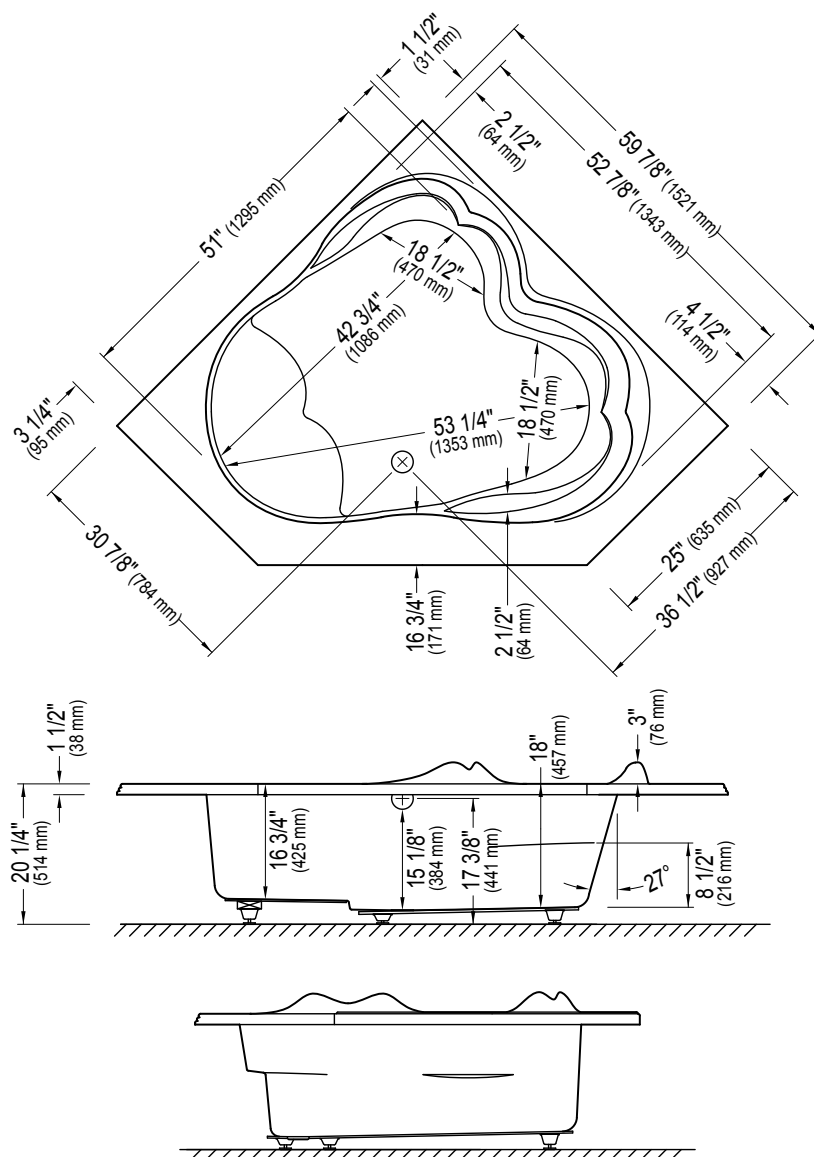 1 1/2"
(31 mm)
2 1/2"
(64 mm)
59 7/8" (1521 mm)
52 7/8" (1343 mm)
51" (1295 mm)
18 1/2"
(470 mm)
42 3/4"
(1086 mm)
4 1/2"
(114 mm)
3 1/4"
(95 mm)
53 1/4"
(1353 mm)
18 1/2"
(470 mm)
30 7/8" (784 mm)
25" (635 mm)
36 1/2" (927 mm)
16 3/4"
(171 mm)
2 1/2"
(64 mm)
1 1/2"
(38 mm)
18"
(457 mm)
3"
(76 mm)
20 1/4"
(514 mm)
16 3/4"
(425 mm)
15 1/8"
(384 mm)
17 3/8"
(441 mm)
27°
8 1/2"
(216 mm)